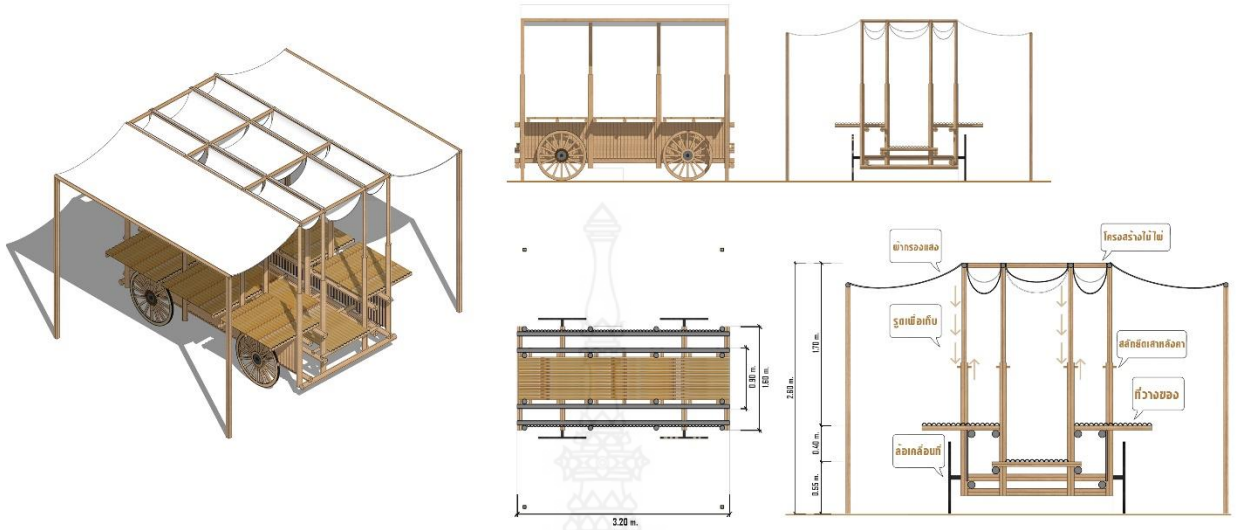 ผ้ากรองแสง
โครงสร้างไม้ไผ่
รูดเพื่อเก็บ
สลักยึดเสาหลังคา
ที่วางของ
ล้อเคลื่อนที่
2.60 m.
1.70 m.
0.40 m.
0.55 m.
0.90 m.
1.60 m.
3.20 m.